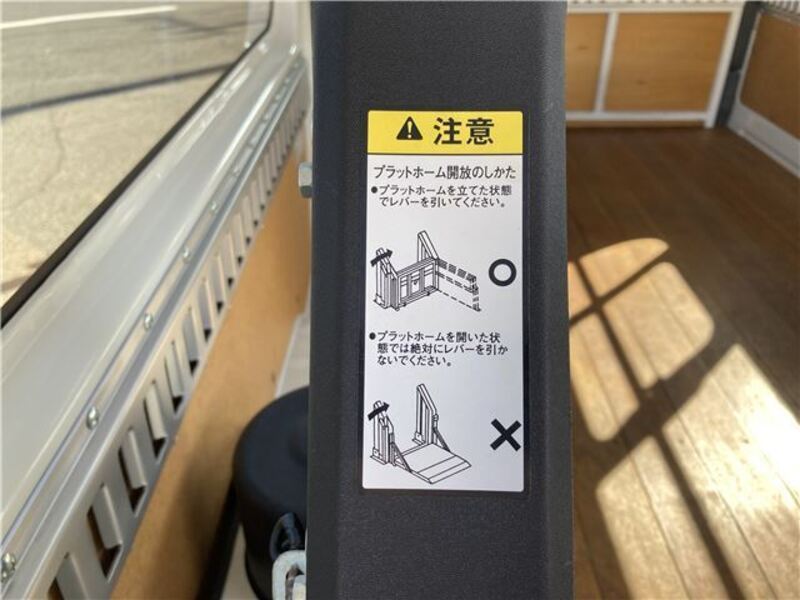 注意
プラットホーム開放のしかた
●プラットホームを立てた状態
でレバーを引いてください。
●プラットホームを開いた状
態では絶対にレバーを引か
ないでください。